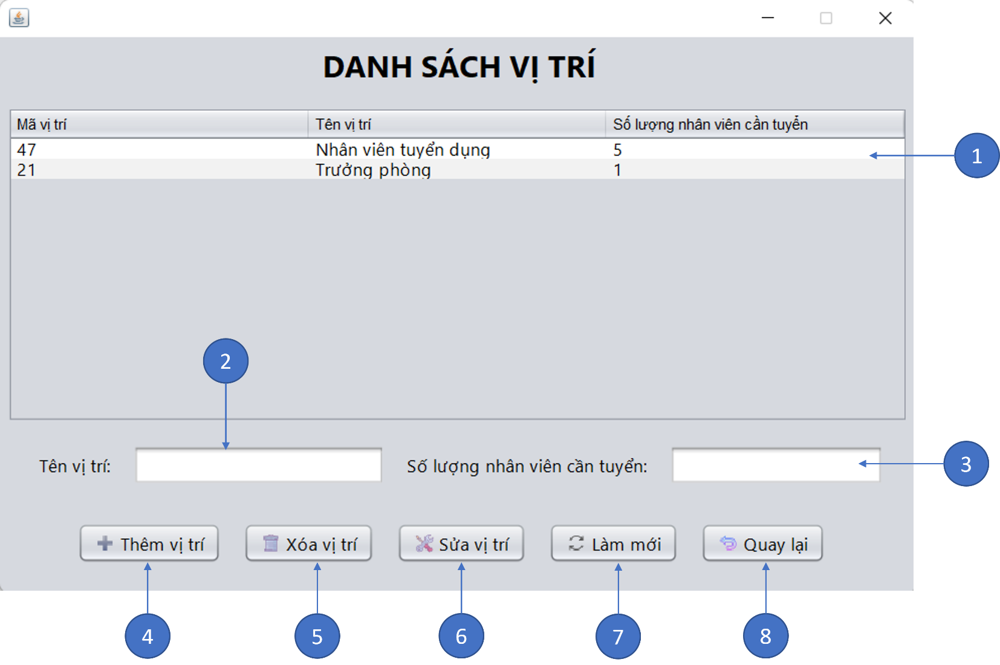 DANH SÁCH VỊ TRÍ
Mã vị trí Tên vị trí Số lượng nhân viên cần tuyển
47 Nhân viên tuyển dụng 5
1
21 Trưởng phòng 1
2
Tên vị trí: Số lượng nhân viên cần tuyển:
3
Thêm vị trí Xóa vị trí Sửa vị trí Làm mới Quay lại
4 5 6 7 8